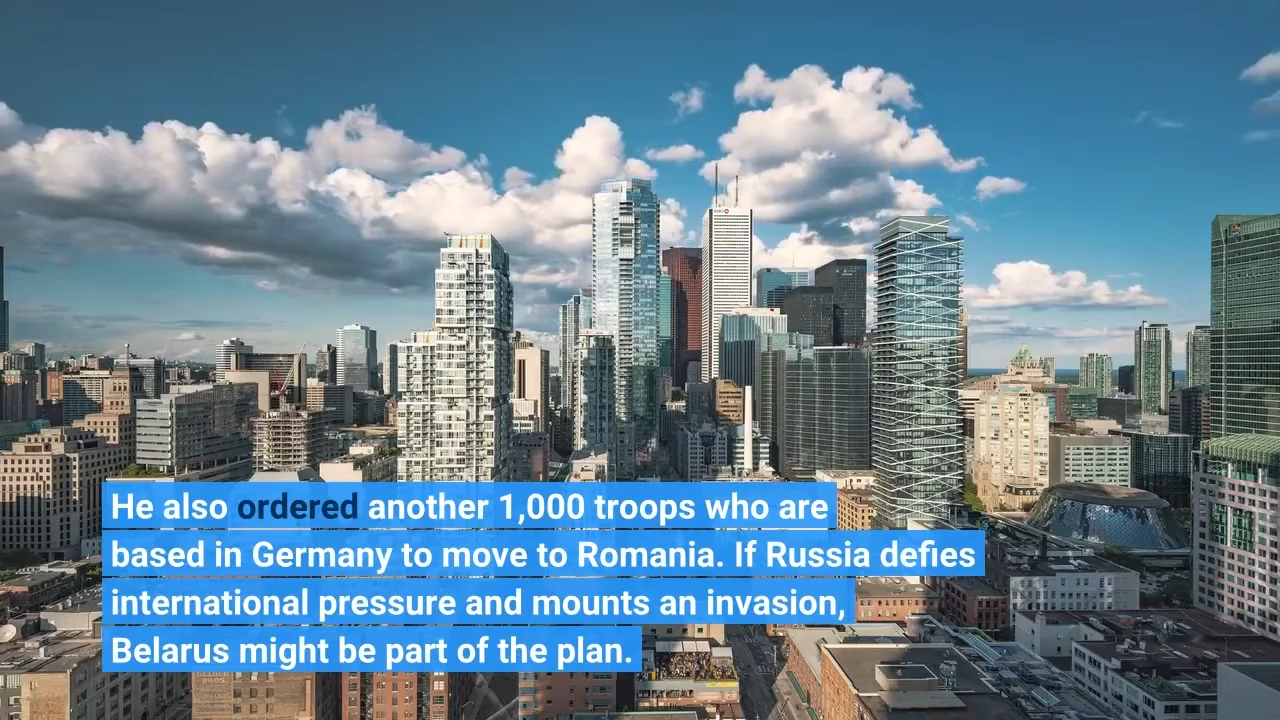 He also ordered another 1,000 troops who are
based in Germany to move to Romania. If Russia defies
international pressure and mounts an invasion,
Belarus might be part of the plan.